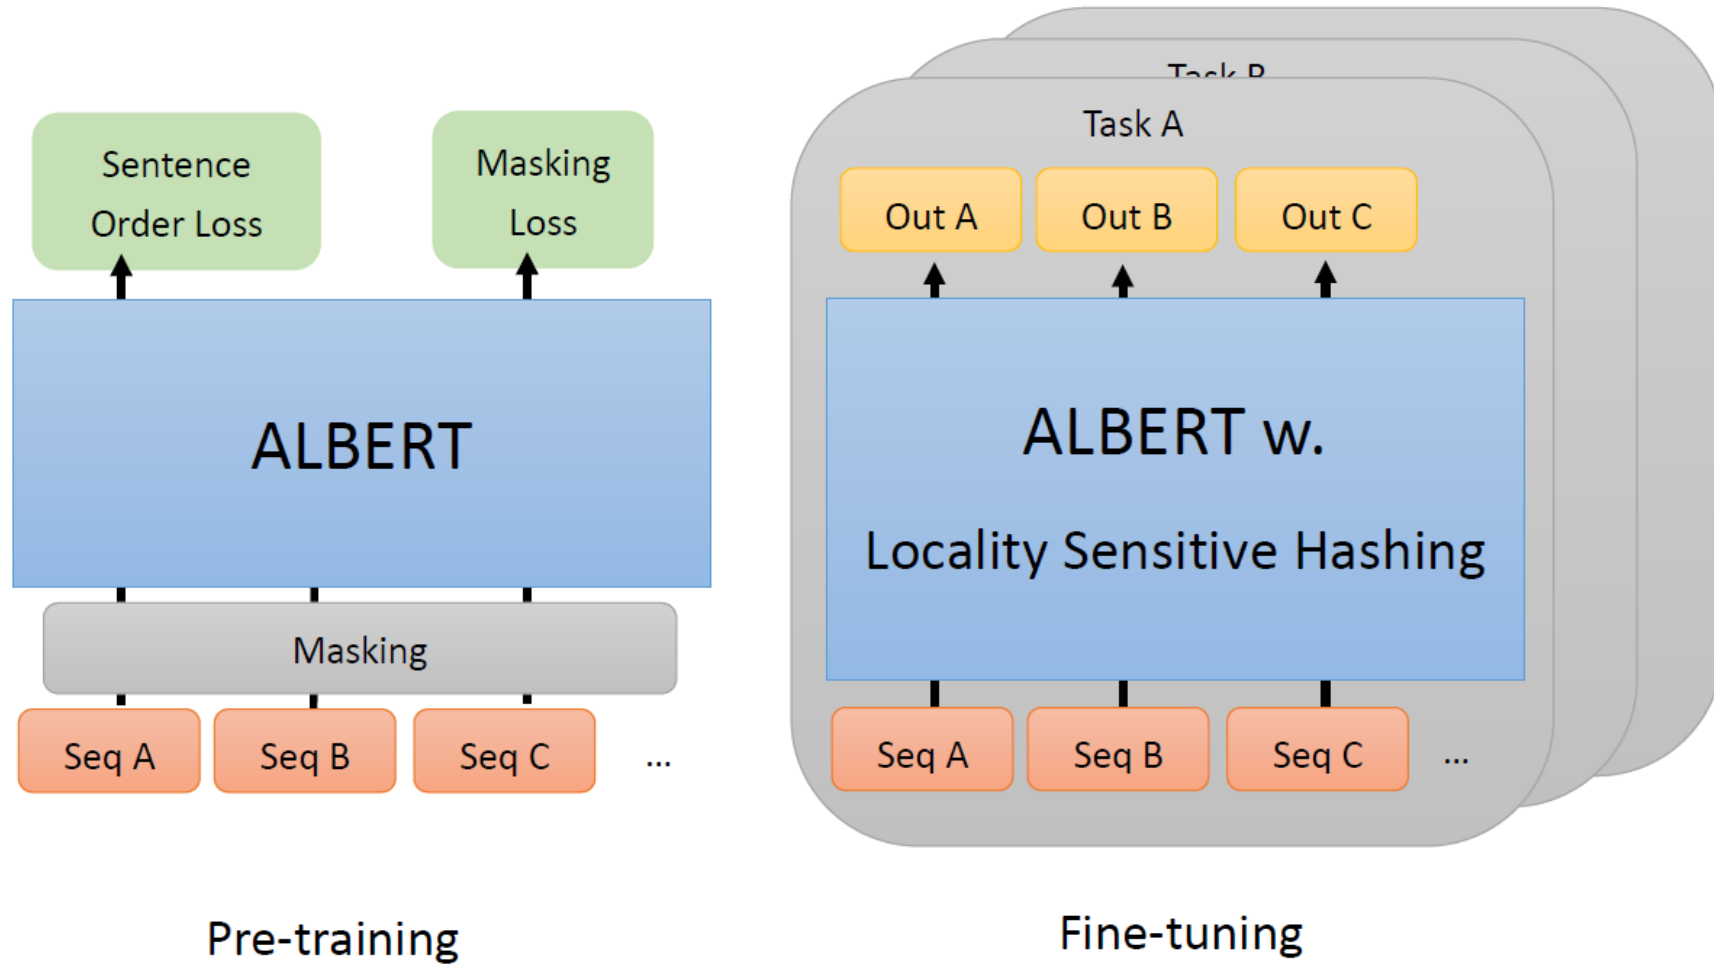 Sentence
Order Loss
Masking
Loss
ALBERT
Masking
Seq A
Seq B
Seq C
...
Pre-training
Task
Task A
Out A
Out B
Out C
ALBERT w.
Locality Sensitive Hashing
Seq A
Seq B
Seq C
...
Fine-tuning